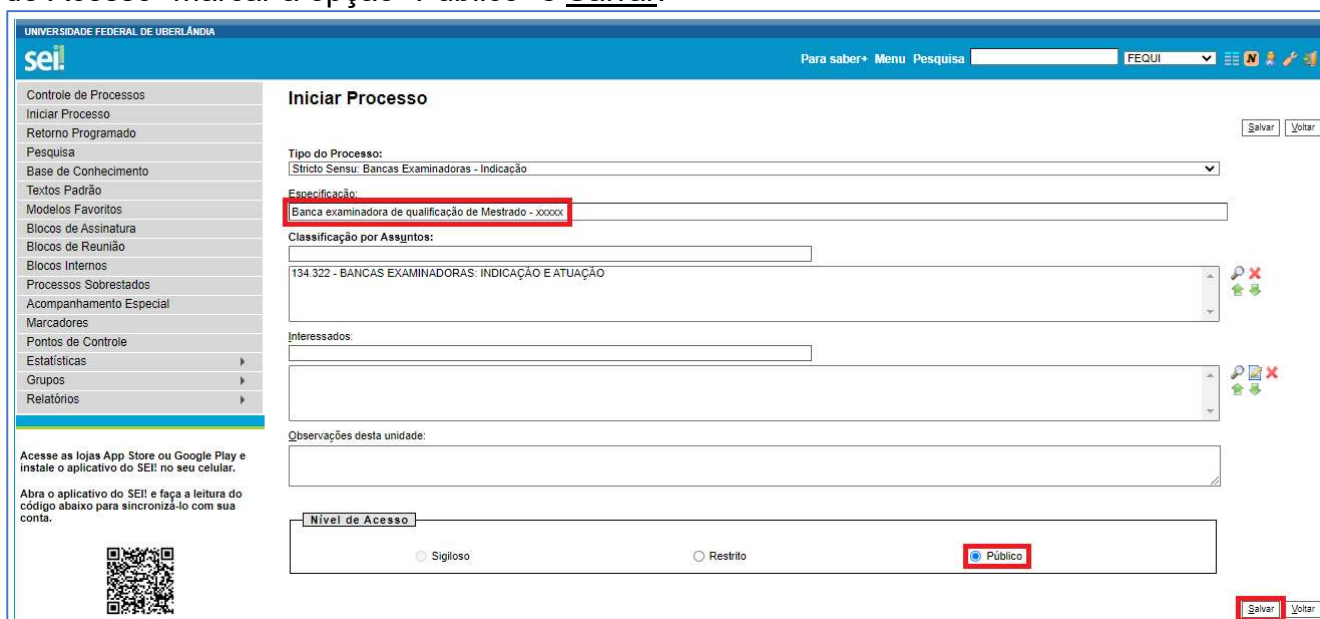 UNIVERSIDADE FEDERAL DE UBERLÂNDIA
sei!
Para saber+ Menu Pesquisa FEQUI
Controle de Processos
Iniciar Processo
Retorno Programado
Pesquisa
Base de Conhecimento
Textos Padrão
Modelos Favoritos
Blocos de Assinatura
Blocos de Reunião
Blocos Internos
Processos Sobrestados
Acompanhamento Especial
Marcadores
Pontos de Controle
Estatísticas
Grupos
Relatórios
Acesse as lojas App Store ou Google Play e
instale o aplicativo do SEI! no seu celular.
Abra o aplicativo do SEI! e faça a leitura do
código abaixo para sincronizá-lo com sua
conta.
Iniciar Processo
Salvar Voltar
Tipo do Processo:
Stricto Sensu: Bancas Examinadoras - Indicação
Especificação:
Banca examinadora de qualificação de Mestrado - xxxxx
Classificação por Assuntos:
134.322 - BANCAS EXAMINADORAS: INDICAÇÃO E ATUAÇÃO
Interessados:
Observações desta unidade:
Nível de Acesso
Sigiloso Restrito Público
Salvar Voltar